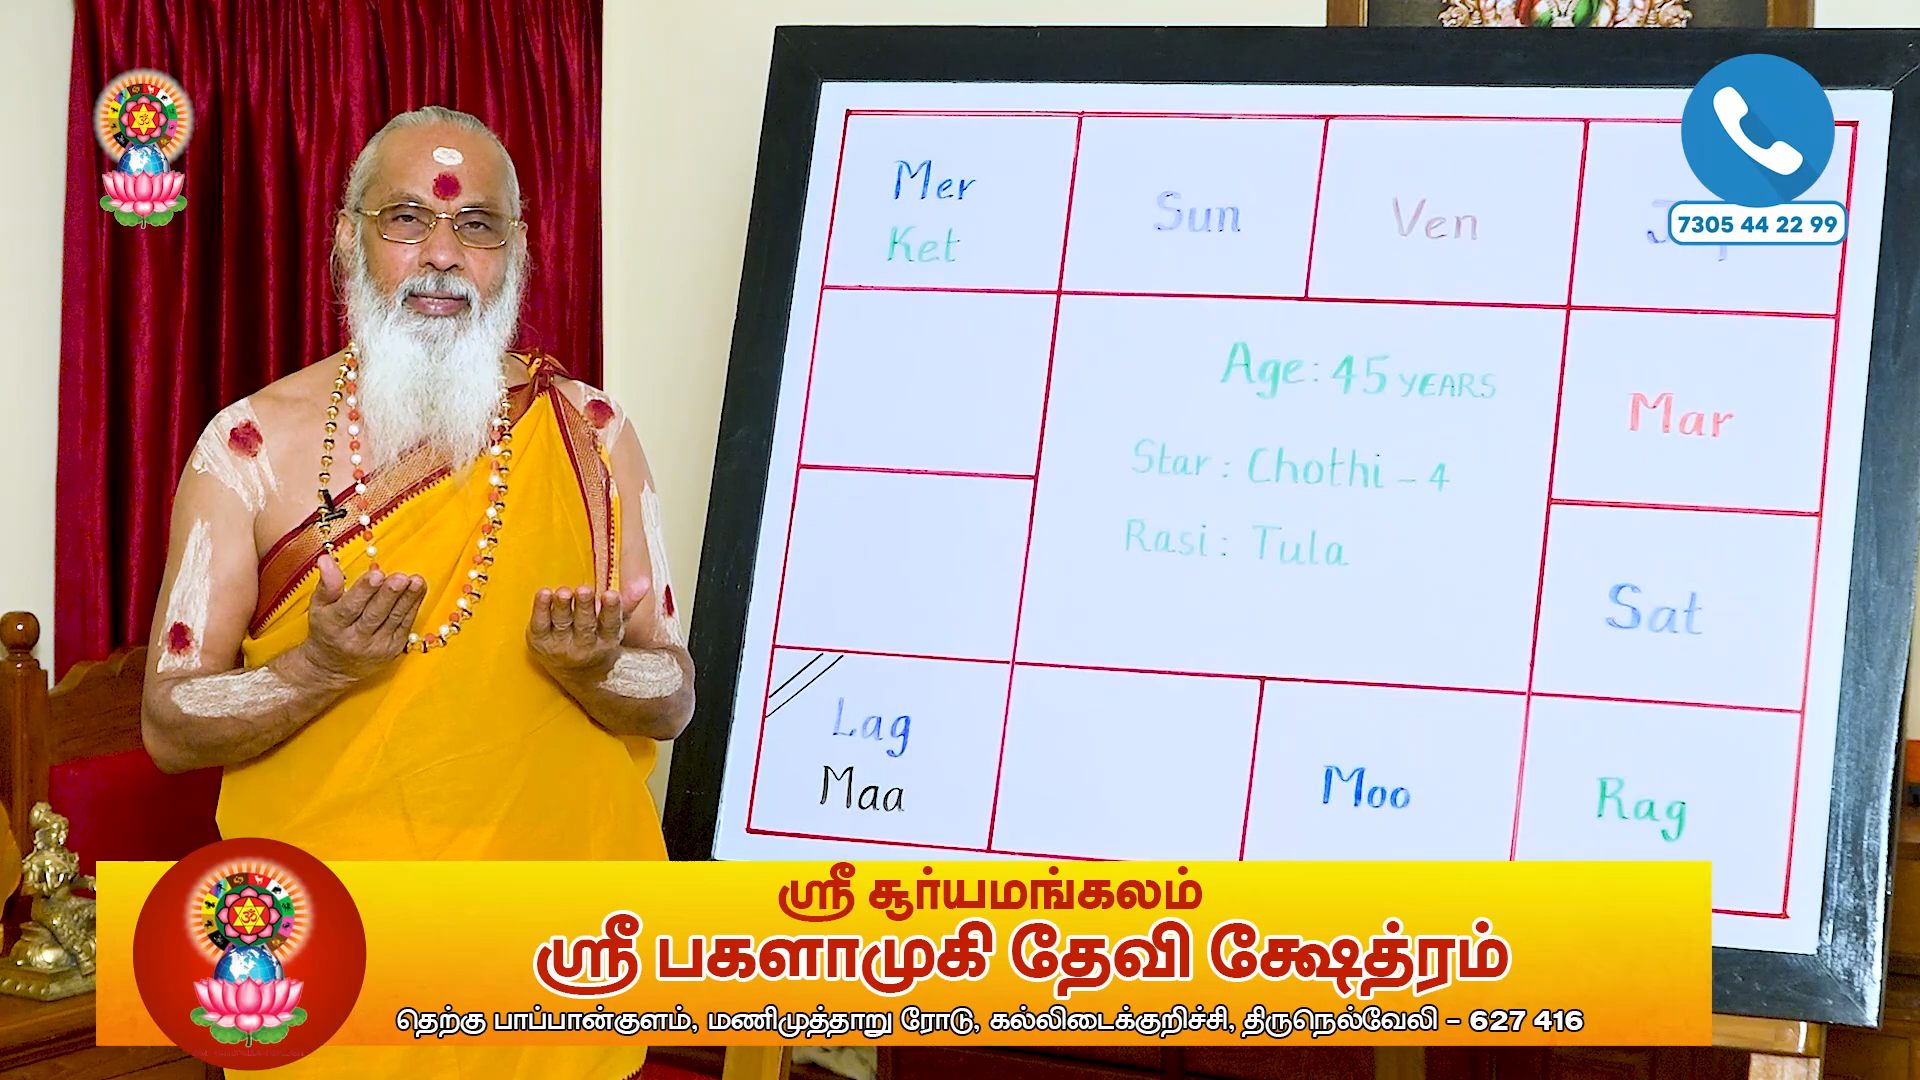 Mer
Ket
Sun
Ven
7305 44 22 99
Age: 45 YEARS
Mar
Star : Chothi - 4
Rasi : Tula
Sat
Lag
Maa
Moo
Rag
ஸ்ரீ சூர்யமங்கலம்
ஸ்ரீ பகளாமுகி தேவி க்ஷேத்ரம்
தெற்கு பாப்பான்குளம், மணிமுத்தாறு ரோடு, கல்லிடைக்குறிச்சி, திருநெல்வேலி - 627 416